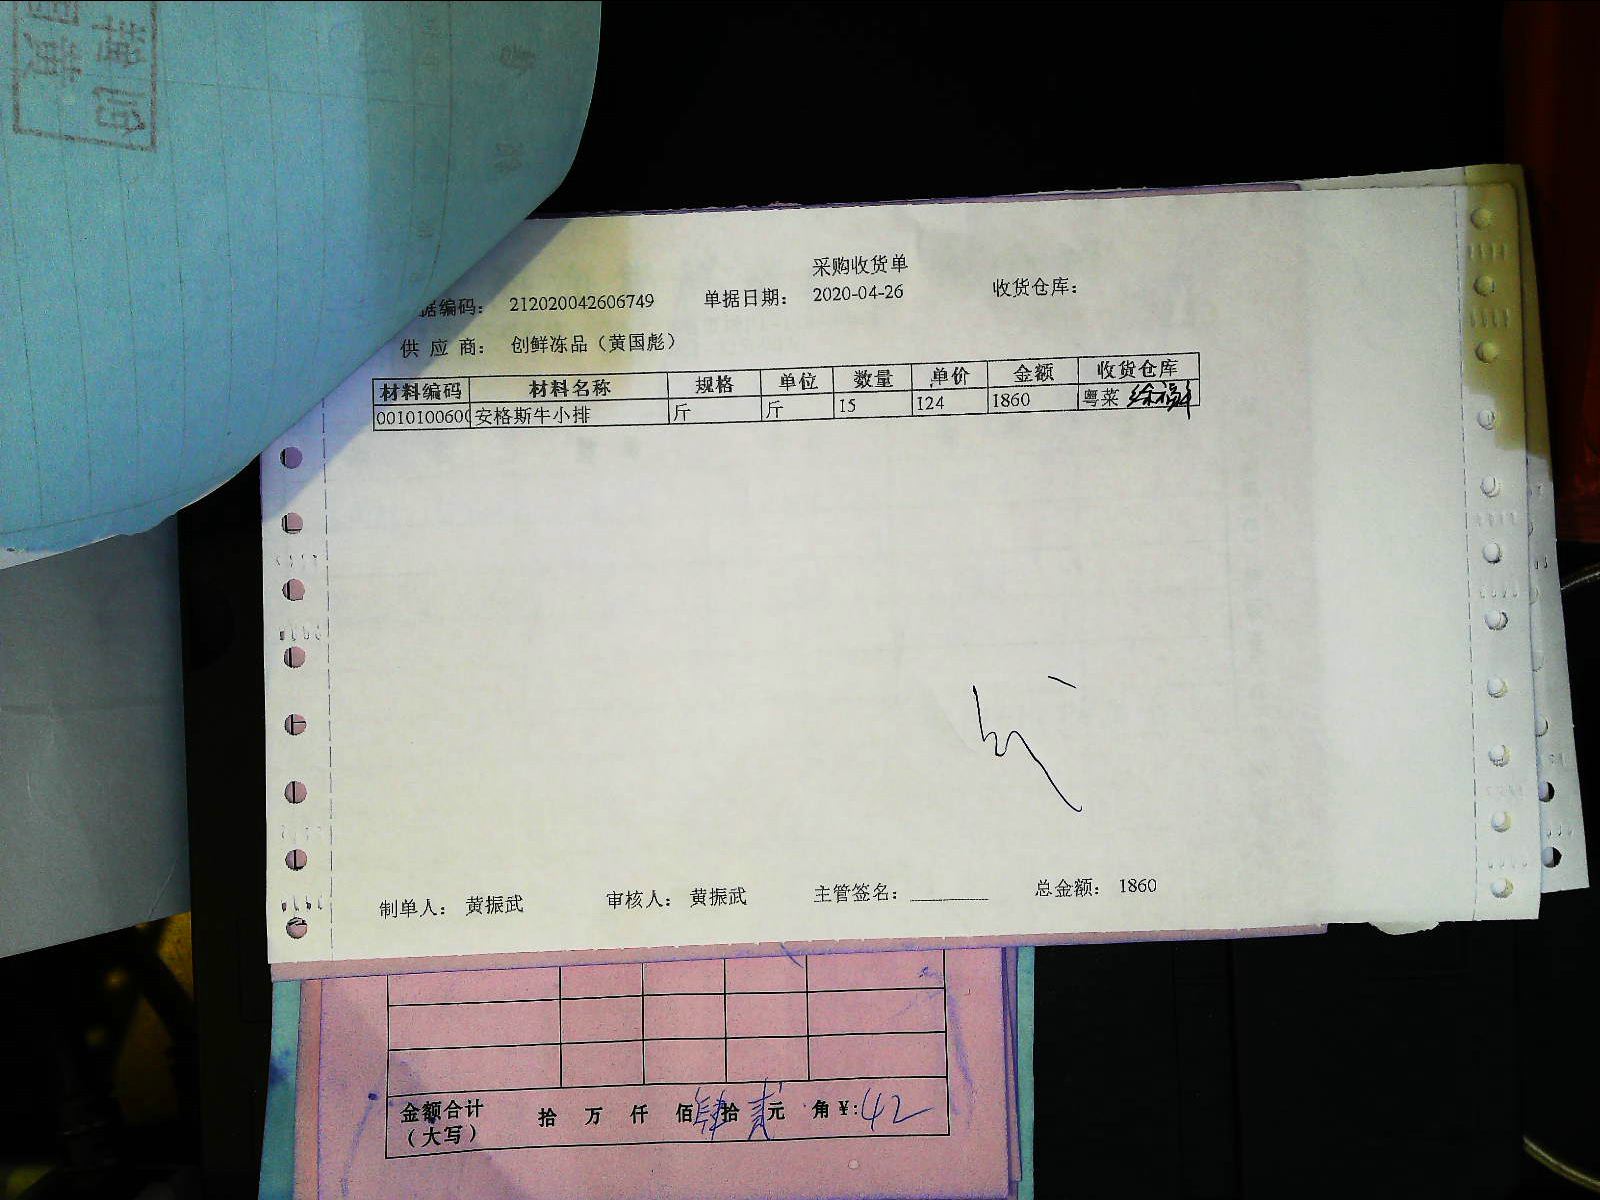 采购收货单
据编码： 212020042606749 单据日期： 2020-04-26 收货仓库：
供 应 商： 创鲜冻品（黄国彪）
材料编码 材料名称 规格 单位 数量 单价 金额 收货仓库
0010100600 安格斯牛小排 斤 斤 15 124 1860 粤菜
制单人： 黄振武 审核人： 黄振武 主管签名： 总金额： 1860
金额合计 拾 万 仟 佰 肆 拾 贰 元 角 ¥: 42
（大写）